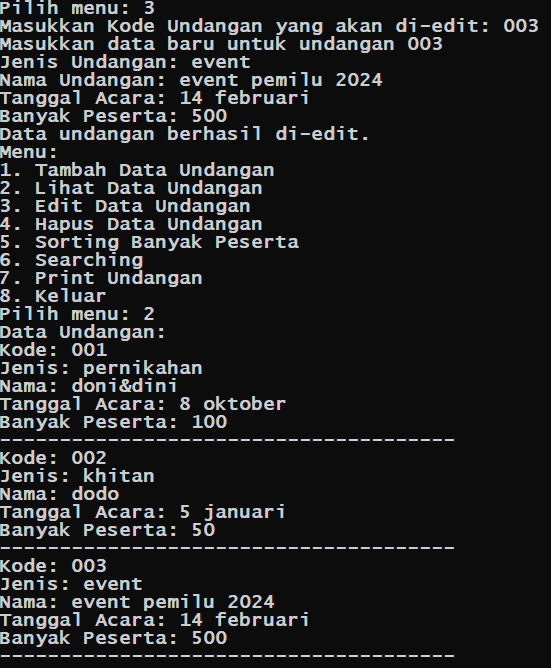 Pilih menu: 3
Masukkan Kode Undangan yang akan di-edit: 003
Masukkan data baru untuk undangan 003
Jenis Undangan: event
Nama Undangan: event pemilu 2024
Tanggal Acara: 14 februari
Banyak Peserta: 500
Data undangan berhasil di-edit.
Menu:
1. Tambah Data Undangan
2. Lihat Data Undangan
3. Edit Data Undangan
4. Hapus Data Undangan
5. Sorting Banyak Peserta
6. Searching
7. Print Undangan
8. Keluar
Pilih menu: 2
Data Undangan:
Kode: 001
Jenis: pernikahan
Nama: doni&dini
Tanggal Acara: 8 oktober
Banyak Peserta: 100
--------------------------------------
Kode: 002
Jenis: khitan
Nama: dodo
Tanggal Acara: 5 januari
Banyak Peserta: 50
--------------------------------------
Kode: 003
Jenis: event
Nama: event pemilu 2024
Tanggal Acara: 14 februari
Banyak Peserta: 500
--------------------------------------